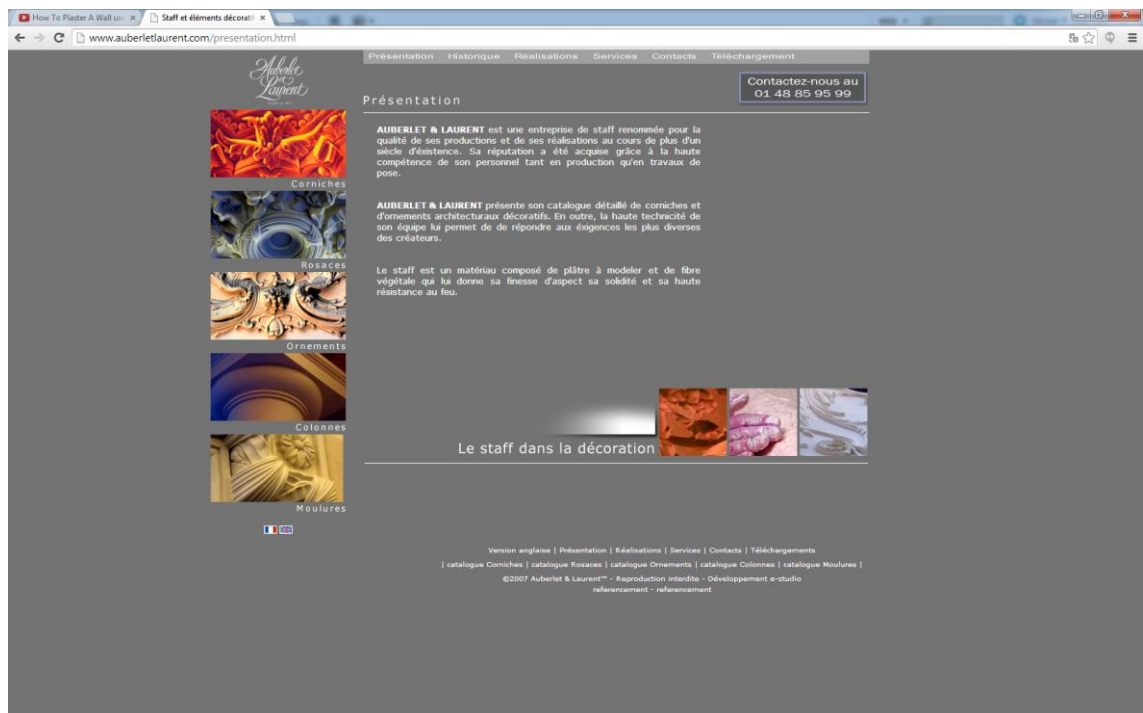 How To Plaster A Wall us
Staff et éléments décorati
www.auberletlaurent.com/presentation.html
Auberlet
et
Laurent
Présentation Historique Réalisations Services Contacts Téléchargement
Contactez-nous au
01 48 85 95 99
Présentation
AUBERLET & LAURENT est une entreprise de staff renommée pour la
qualité de ses productions et de ses réalisations au cours de plus d'un
siècle d'éxistence. Sa réputation a été acquise grâce à la haute
compétence de son personnel tant en production qu'en travaux de
pose.
AUBERLET & LAURENT présente son catalogue détaillé de corniches et
d'ornements architecturaux décoratifs. En outre, la haute technicité de
son équipe lui permet de de répondre aux éxigences les plus diverses
des créateurs.
Le staff est un matériau composé de plâtre à modeler et de fibre
végétale qui lui donne sa finesse d'aspect sa solidité et sa haute
résistance au feu.
Corniches
Rosaces
Ornements
Colonnes
Moulures
Le staff dans la décoration
Version anglaise | Présentation | Réalisations | Services | Contacts | Téléchargements
| catalogue Corniches | catalogue Rosaces | catalogue Ornements | catalogue Colonnes | catalogue Moulures |
©2007 Auberlet & Laurent™ - Reproduction interdite - Développement e-studio
referencement - referencement